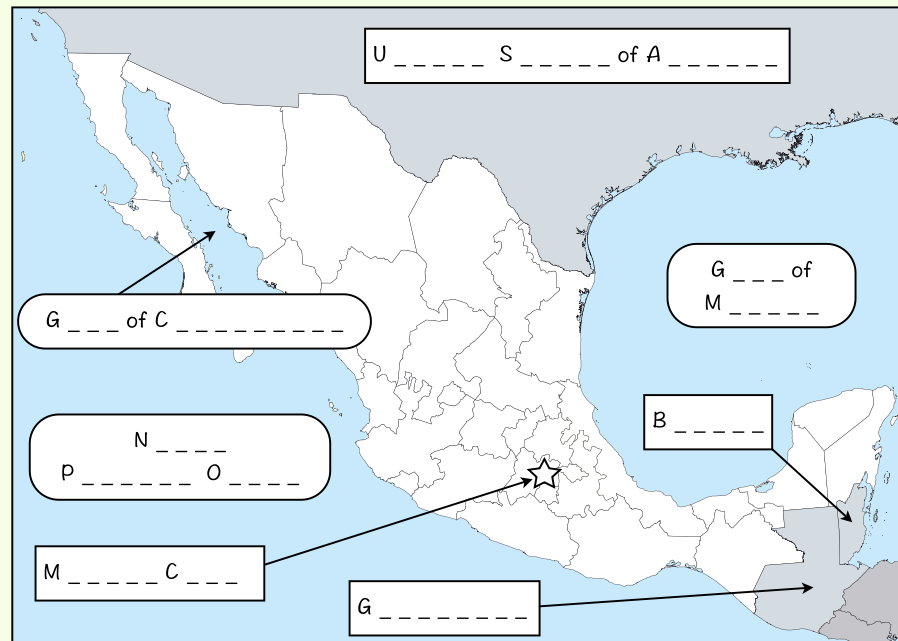 U _ _ _ _ _ S _ _ _ _ _ of A _ _ _ _ _ _
G _ _ _ of
M _ _ _ _ _
G _ _ _ of C _ _ _ _ _ _ _ _ _
B _ _ _ _ _
N _ _ _ _
P _ _ _ _ _ _ O _ _ _ _
M _ _ _ _ _ C _ _ _
G _ _ _ _ _ _ _ _